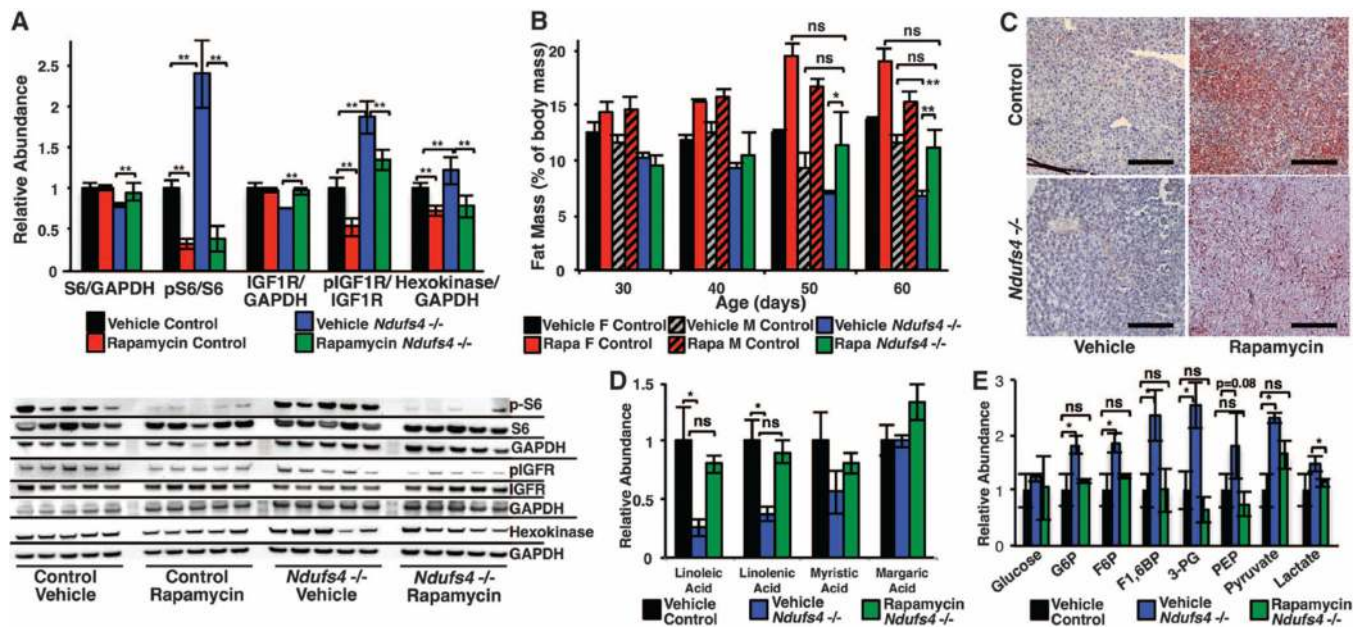 A
Relative Abundance
2.5
2
1.5
1
0.5
0
** ** ** ** ** ** ** ** ** ** ** ** **
S6/GAPDH pS6/S6 IGF1R/GAPDH pIGF1R/IGF1R Hexokinase/GAPDH
Vehicle Control Vehicle Ndufs4 -/-
Rapamycin Control Rapamycin Ndufs4 -/-
p-S6
S6
GAPDH
pIGFR
IGFR
GAPDH
Hexokinase
GAPDH
Control Vehicle
Control Rapamycin
Ndufs4 -/- Vehicle
Ndufs4 -/- Rapamycin
B
Fat Mass (% of body mass)
20
15
10
5
0
ns
ns
*
ns
ns
**
**
30 40 50 60
Age (days)
Vehicle F Control Vehicle M Control Vehicle Ndufs4 -/-
Rapa F Control Rapa M Control Rapa Ndufs4 -/-
C
Control
Ndufs4 -/-
Vehicle Rapamycin
D
Relative Abundance
1.5
1
0.5
0
* ns
* ns
Linoleic Acid
Linolenic Acid
Myristic Acid
Margaric Acid
Vehicle Control
Vehicle Ndufs4 -/-
Rapamycin Ndufs4 -/-
E
Relative Abundance
4
3
2
1
0
ns *
ns *
ns *
ns *
p=0.08 ns
ns *
*
Glucose G6P F6P F1,6BP 3-PG PEP Pyruvate Lactate
Vehicle Control
Vehicle Ndufs4 -/-
Rapamycin Ndufs4 -/-